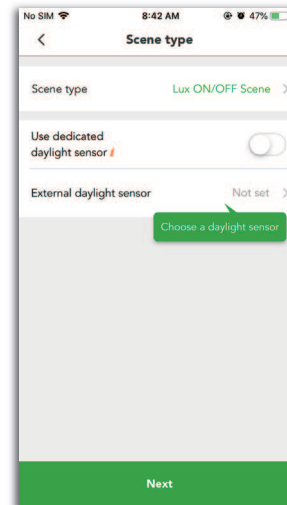 No SIM 8:42 AM 47%
Scene type
Scene type Lux ON/OFF Scene
Use dedicated
daylight sensor i
External daylight sensor Not set
Choose a daylight sensor
Next